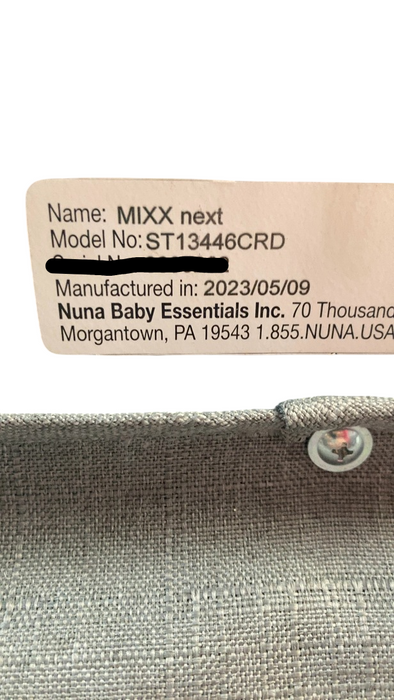 Name: MIXX next
Model No: ST13446CRD
Manufactured in: 2023/05/09
Nuna Baby Essentials Inc. 70 Thousand
Morgantown, PA 19543 1.855.NUNA.USA